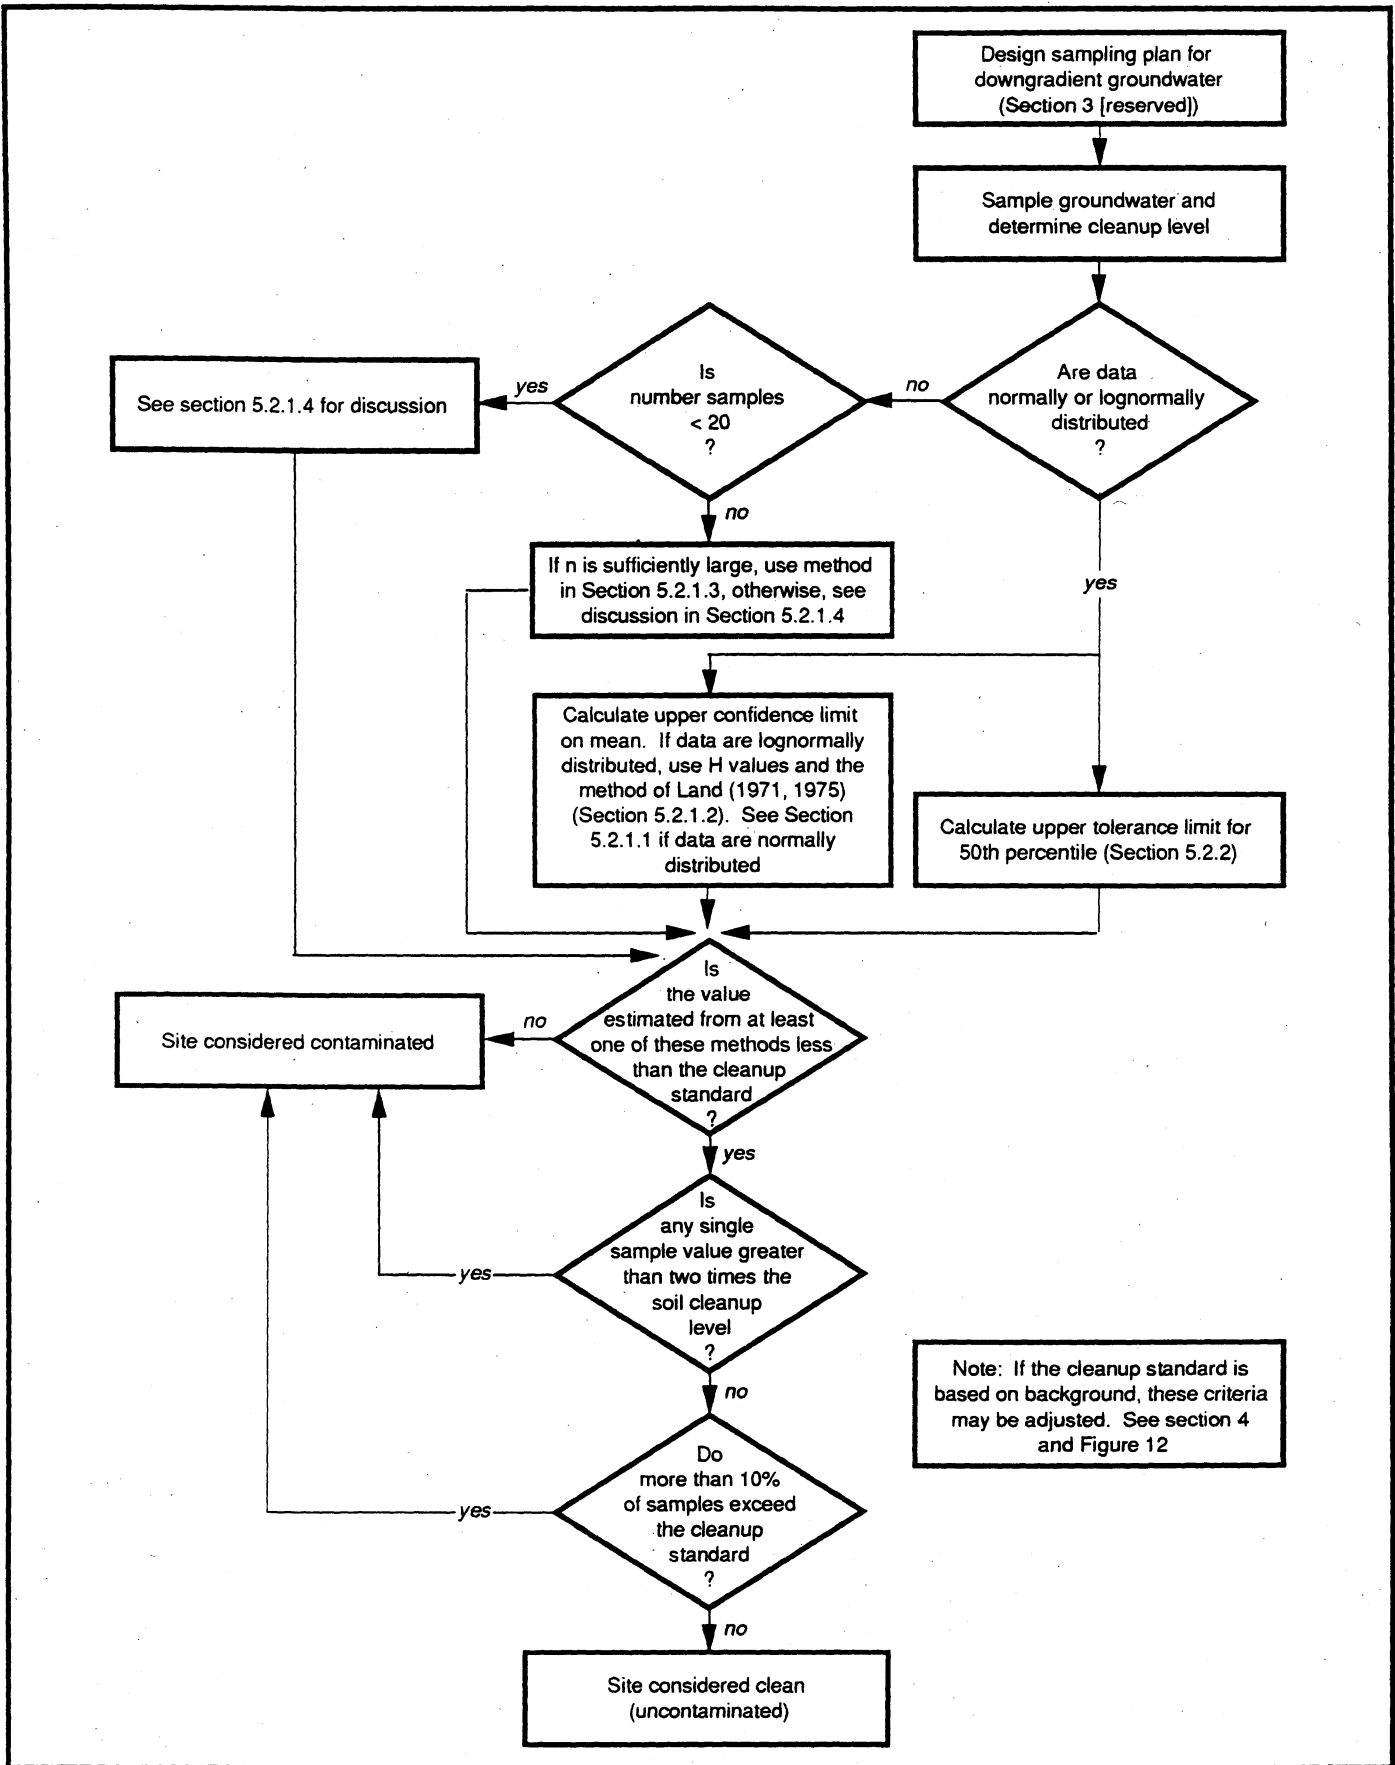 Design sampling plan for
downgradient groundwater
(Section 3 [reserved])
Sample groundwater and
determine cleanup level
Are data
normally or lognormally
distributed
?
no
Is
number samples
< 20
?
yes
See section 5.2.1.4 for discussion
no
If n is sufficiently large, use method
in Section 5.2.1.3, otherwise, see
discussion in Section 5.2.1.4
yes
Calculate upper confidence limit
on mean. If data are lognormally
distributed, use H values and the
method of Land (1971, 1975)
(Section 5.2.1.2). See Section
5.2.1.1 if data are normally
distributed
Calculate upper tolerance limit for
50th percentile (Section 5.2.2)
Is
the value
estimated from at least
one of these methods less
than the cleanup
standard
?
no
Site considered contaminated
yes
Is
any single
sample value greater
than two times the
soil cleanup
level
?
yes
no
Note: If the cleanup standard is
based on background, these criteria
may be adjusted. See section 4
and Figure 12
Do
more than 10%
of samples exceed
the cleanup
standard
?
yes
no
Site considered clean
(uncontaminated)